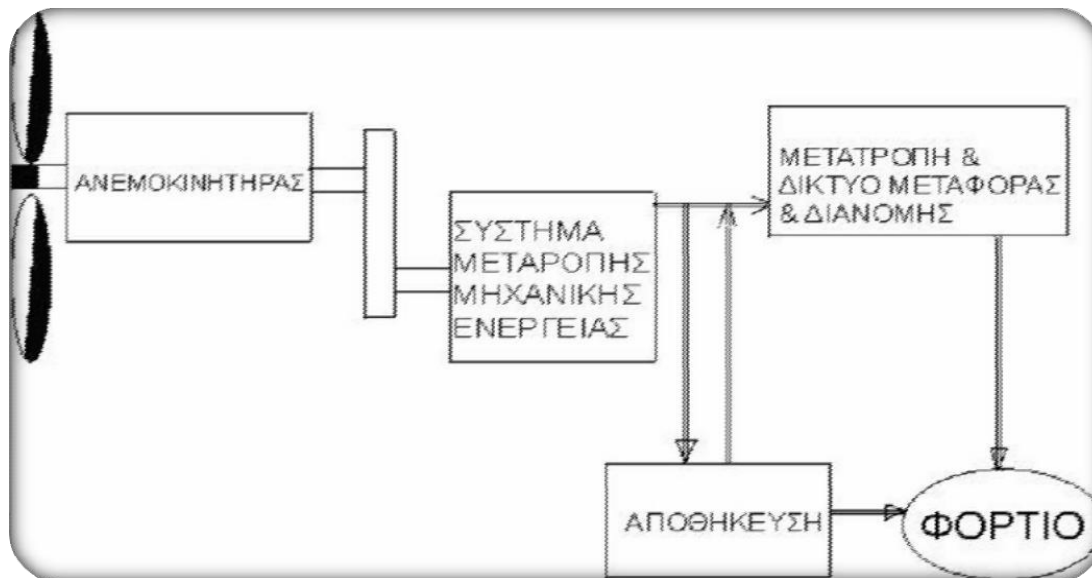 ΑΝΕΜΟΚΙΝΗΤΗΡΑΣ
ΣΥΣΤΗΜΑ
ΜΕΤΑΡΟΠΗΣ
ΜΗΧΑΝΙΚΗΣ
ΕΝΕΡΓΕΙΑΣ
ΜΕΤΑΤΡΟΠΗ &
ΔΙΚΤΥΟ ΜΕΤΑΦΟΡΑΣ
& ΔΙΑΝΟΜΗΣ
ΑΠΟΘΗΚΕΥΣΗ
ΦΟΡΤΙΟ